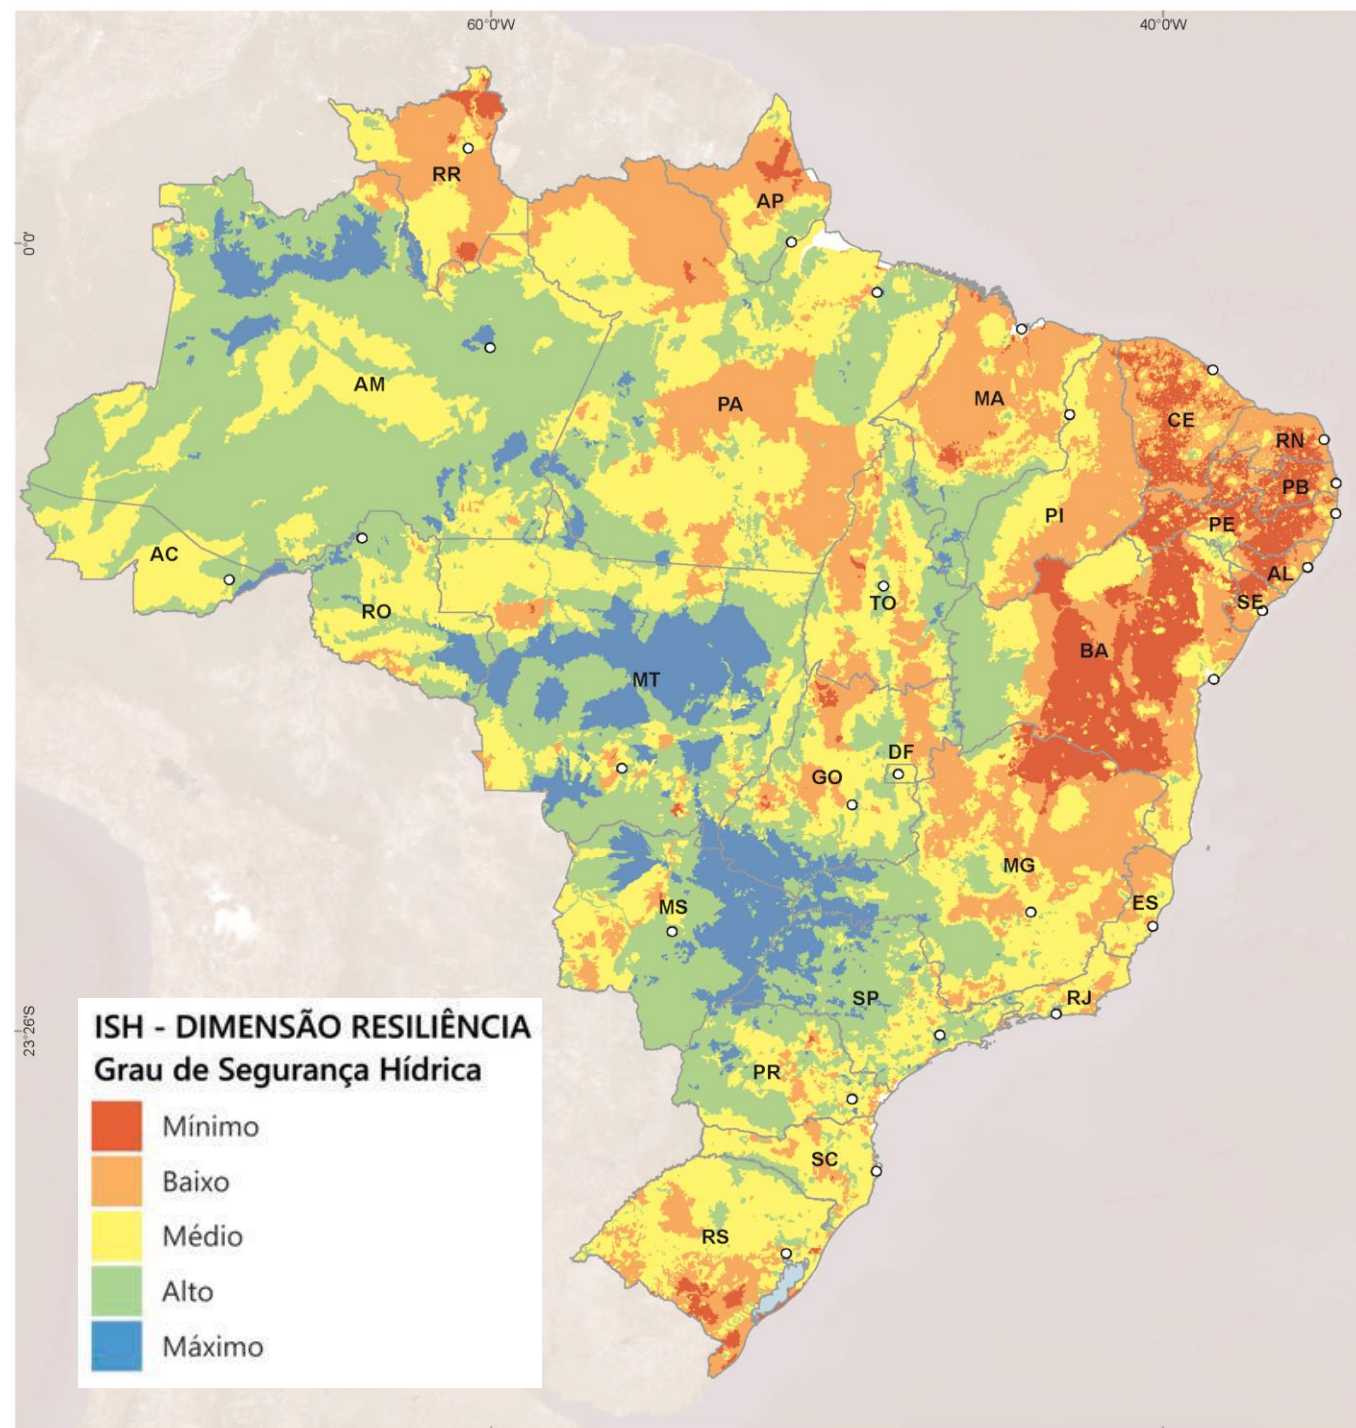 60°0'W
40°0'W
RR
AP
0°0'
AM
PA
MA
CE
RN
PB
PI
PE
AC
AL
TO
SE
RO
BA
MT
DF
GO
MG
MS
ES
SP
RJ
23°26'S
PR
SC
RS
ISH - DIMENSÃO RESILIÊNCIA
Grau de Segurança Hídrica
Mínimo
Baixo
Médio
Alto
Máximo